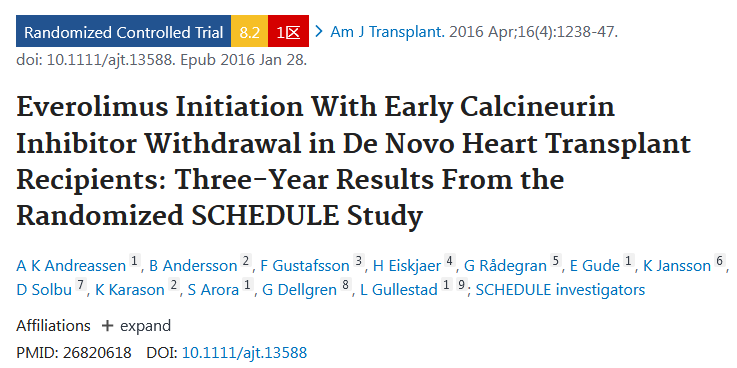 Randomized Controlled Trial 8.2 1区 Am J Transplant. 2016 Apr;16(4):1238-47.
doi: 10.1111/ajt.13588. Epub 2016 Jan 28.
Everolimus Initiation With Early Calcineurin
Inhibitor Withdrawal in De Novo Heart Transplant
Recipients: Three-Year Results From the
Randomized SCHEDULE Study
A K Andreassen 1, B Andersson 2, F Gustafsson 3, H Eiskjaer 4, G Rådegran 5, E Gude 1, K Jansson 6,
D Solbu 7, K Karason 2, S Arora 1, G Dellgren 8, L Gullestad 1 9; SCHEDULE investigators
Affiliations + expand
PMID: 26820618 DOI: 10.1111/ajt.13588